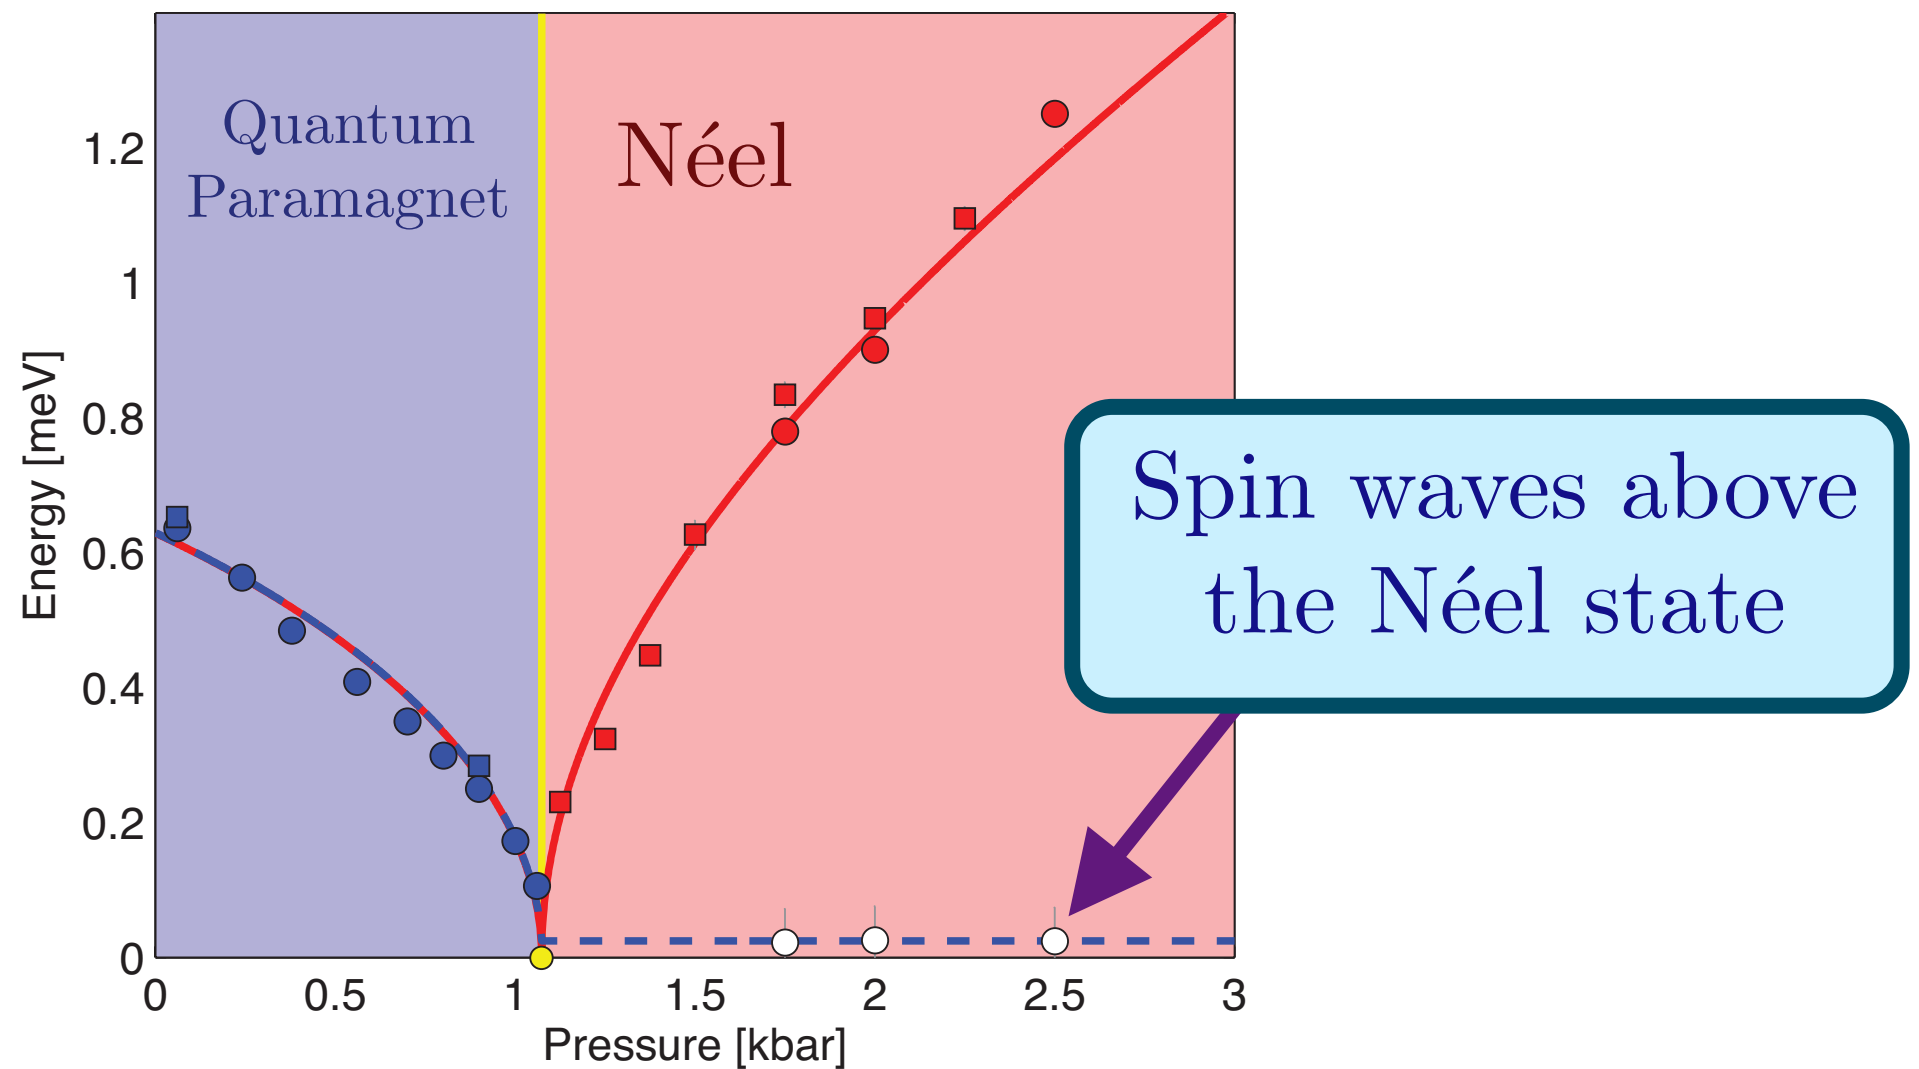 Quantum
Paramagnet
Néel
1.2
1
0.8
0.6
0.4
0.2
0
Energy [meV]
Spin waves above
the Néel state
0 0.5 1 1.5 2 2.5 3
Pressure [kbar]